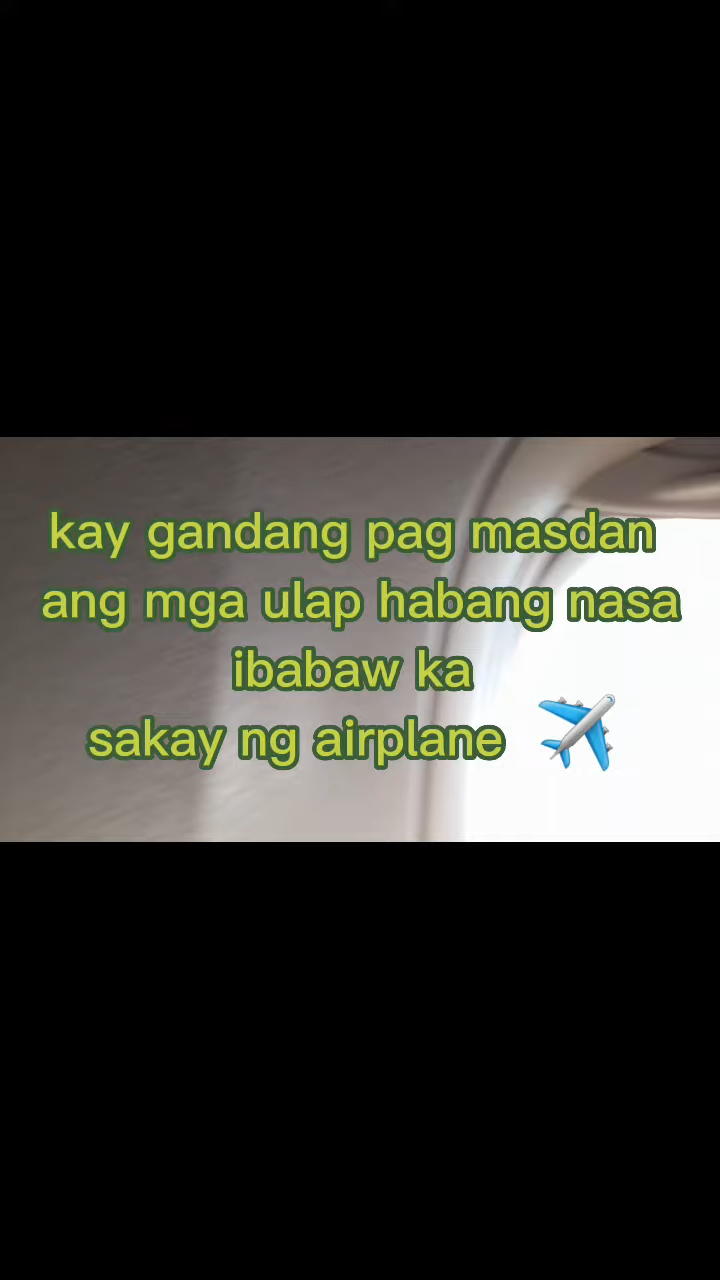 kay gandang pag masdan
ang mga ulap habang nasa
ibabaw ka
sakay ng airplane ✈️